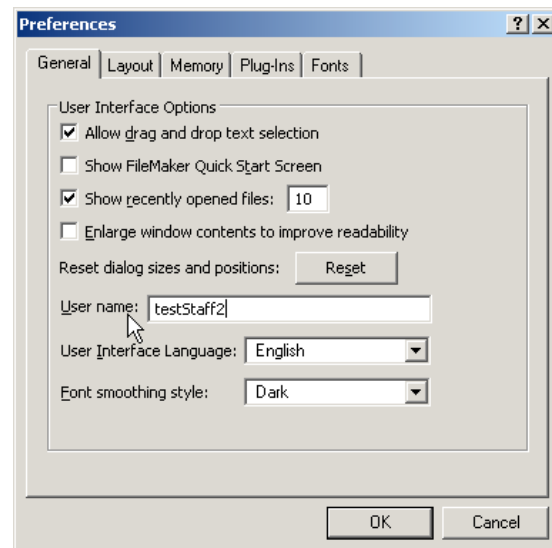 Preferences
General Layout Memory Plug-Ins Fonts
User Interface Options
Allow drag and drop text selection
Show FileMaker Quick Start Screen
Show recently opened files: 10
Enlarge window contents to improve readability
Reset dialog sizes and positions: Reset
User name: testStaff2
User Interface Language: English
Font smoothing style: Dark
OK Cancel